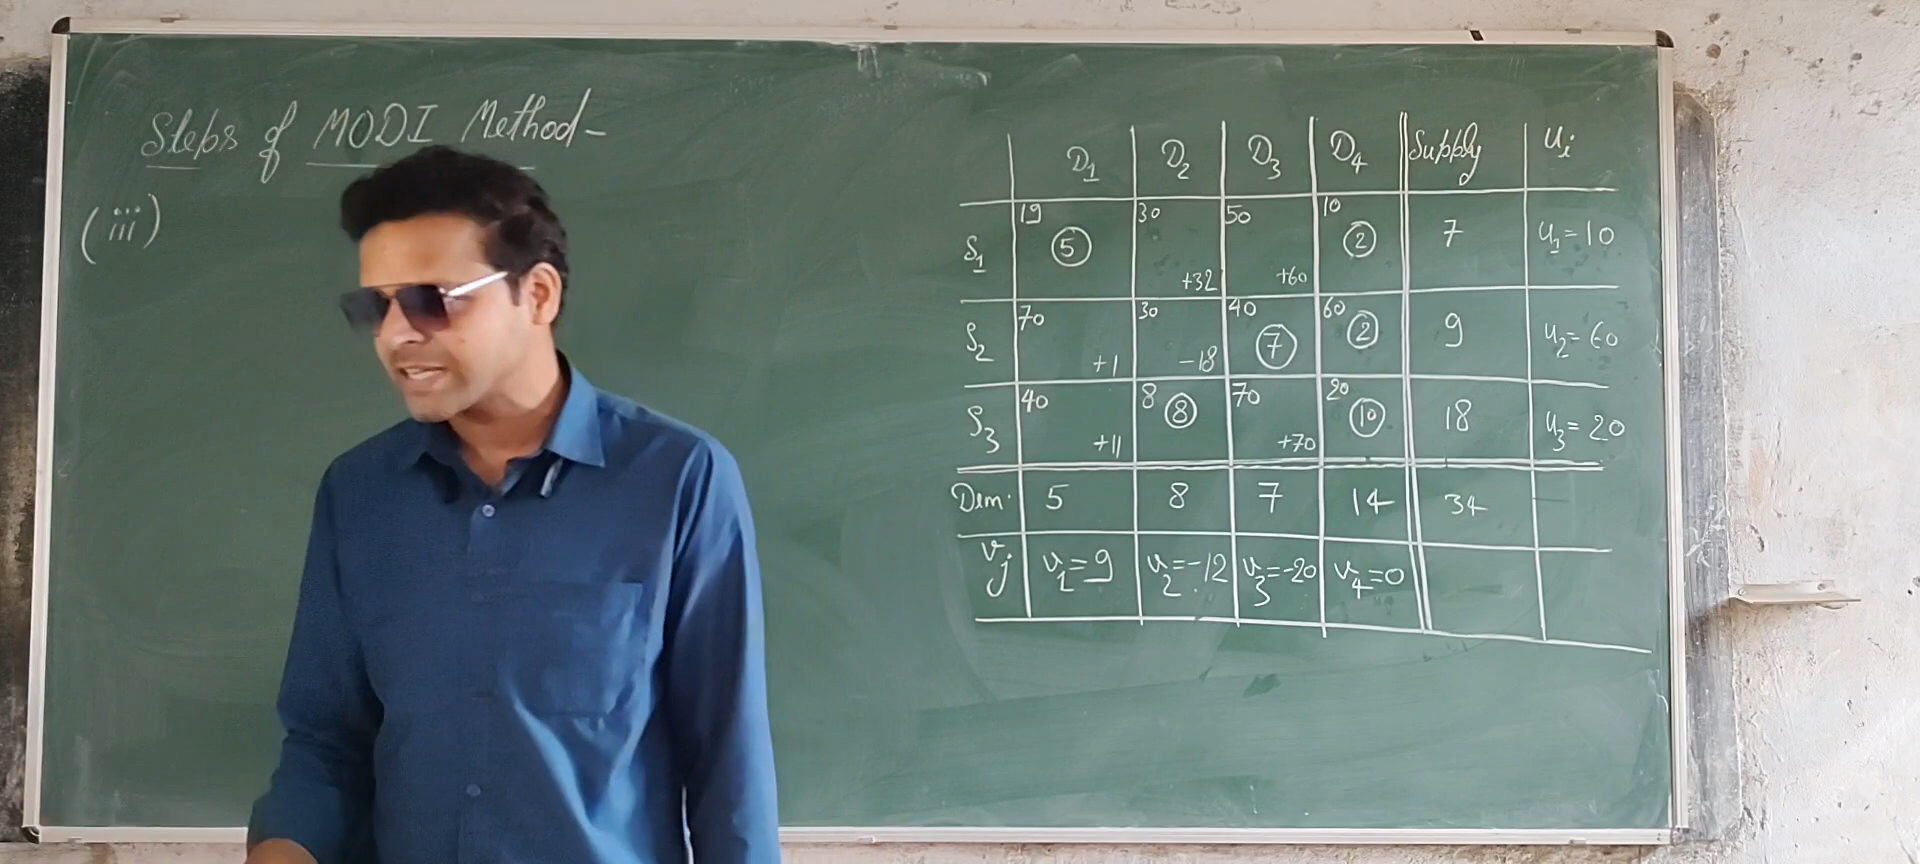 Steps of MODI Method-
(iii)
D1 D2 D3 D4 Supply ui
S1 19 (5) 30 +32 50 +60 10 (2) 7 u1=10
S2 70 +1 30 -18 40 (7) 60 (2) 9 u2=60
S3 40 +11 8 (8) 70 +70 20 (10) 18 u3=20
Dem. 5 8 7 14 34
vj v1=9 v2=-12 v3=-20 v4=0